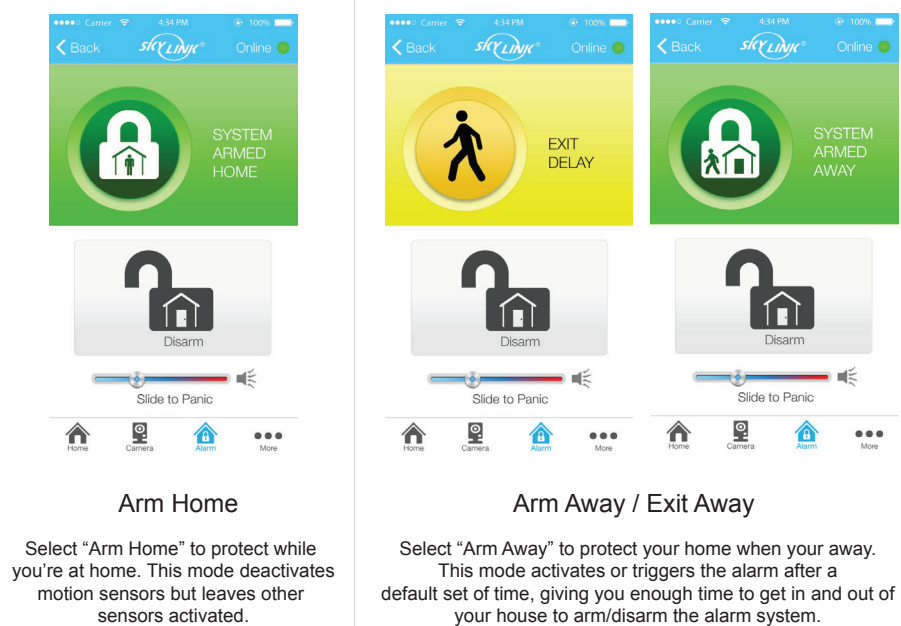 Carrier 4:34 PM 100%
Back SKYLINK® Online
SYSTEM
ARMED
HOME
Disarm
Slide to Panic
Home Camera Alarm More
Arm Home
Select “Arm Home” to protect while
you’re at home. This mode deactivates
motion sensors but leaves other
sensors activated.
Carrier 4:34 PM 100%
Back SKYLINK® Online
EXIT
DELAY
Disarm
Slide to Panic
Home Camera Alarm More
Carrier 4:34 PM 100%
Back SKYLINK® Online
SYSTEM
ARMED
AWAY
Disarm
Slide to Panic
Home Camera Alarm More
Arm Away / Exit Away
Select “Arm Away” to protect your home when your away.
This mode activates or triggers the alarm after a
default set of time, giving you enough time to get in and out of
your house to arm/disarm the alarm system.